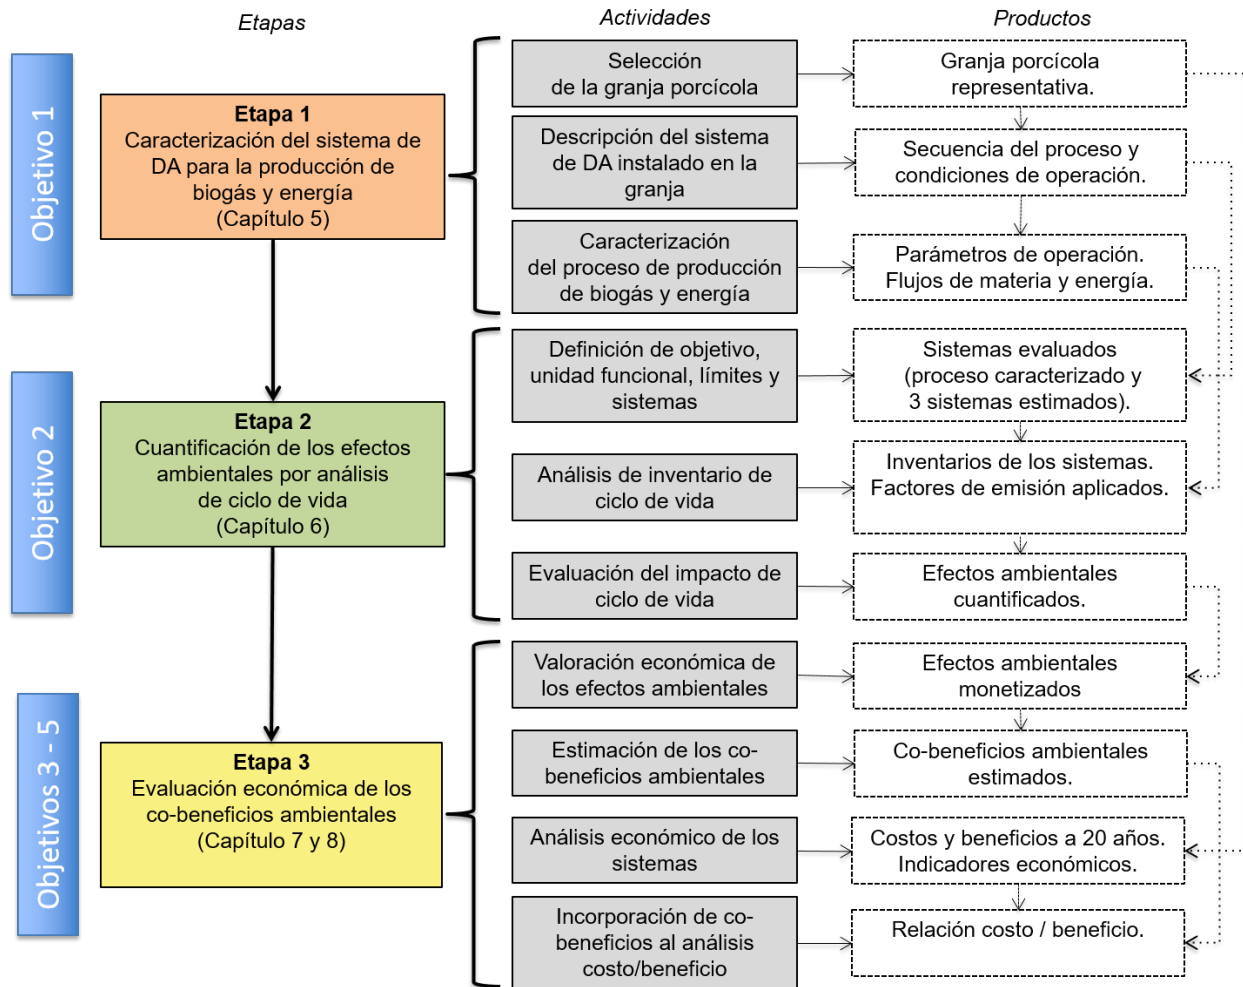 Etapas
Actividades
Productos
Objetivo 1
Etapa 1
Caracterización del sistema de
DA para la producción de
biogás y energía
(Capítulo 5)
Selección
de la granja porcícola
Granja porcícola
representativa.
Descripción del sistema
de DA instalado en la
granja
Secuencia del proceso y
condiciones de operación.
Caracterización
del proceso de producción
de biogás y energía
Parámetros de operación.
Flujos de materia y energía.
Objetivo 2
Etapa 2
Cuantificación de los efectos
ambientales por análisis
de ciclo de vida
(Capítulo 6)
Definición de objetivo,
unidad funcional, límites y
sistemas
Sistemas evaluados
(proceso caracterizado y
3 sistemas estimados).
Análisis de inventario de
ciclo de vida
Inventarios de los sistemas.
Factores de emisión aplicados.
Evaluación del impacto de
ciclo de vida
Efectos ambientales
cuantificados.
Objetivos 3 - 5
Etapa 3
Evaluación económica de los
co-beneficios ambientales
(Capítulo 7 y 8)
Valoración económica de
los efectos ambientales
Efectos ambientales
monetizados
Estimación de los co-
beneficios ambientales
Co-beneficios ambientales
estimados.
Análisis económico de los
sistemas
Costos y beneficios a 20 años.
Indicadores económicos.
Incorporación de co-
beneficios al análisis
costo/beneficio
Relación costo / beneficio.